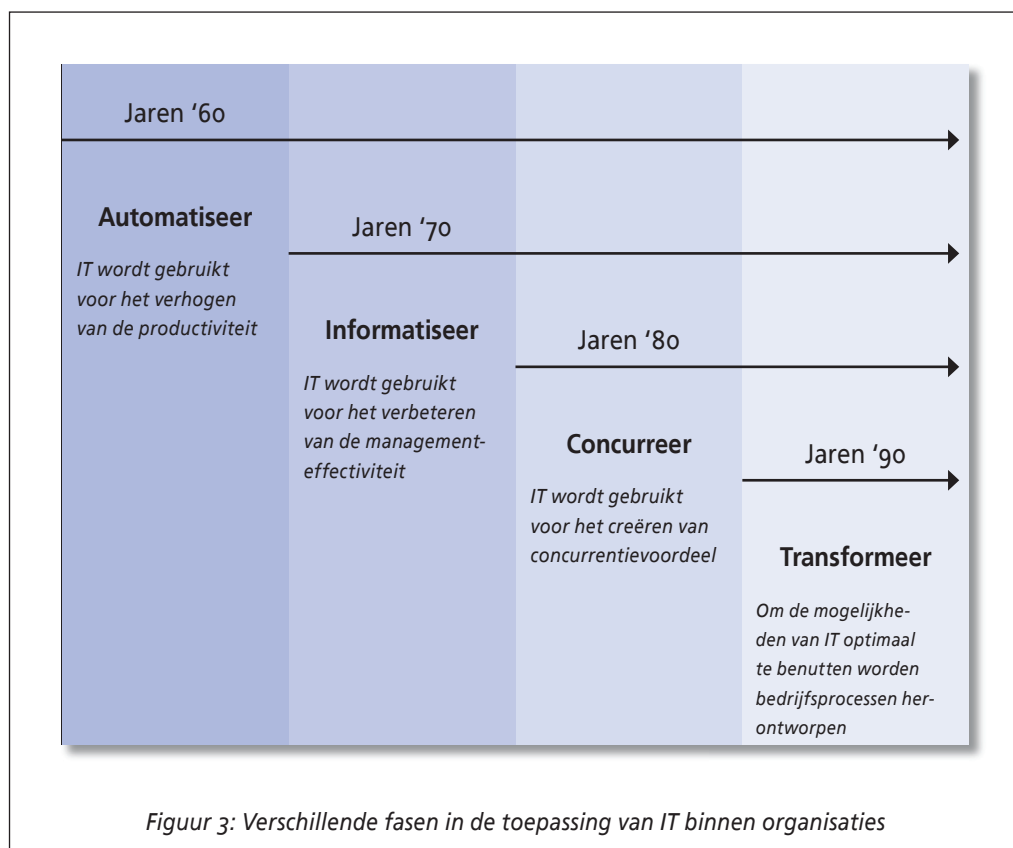 Jaren ‘60
Automatiseer
IT wordt gebruikt
voor het verhogen
van de productiviteit
Jaren ‘70
Informatiseer
IT wordt gebruikt
voor het verbeteren
van de management-
effectiviteit
Jaren ‘80
Concurreer
IT wordt gebruikt
voor het creëren van
concurrentievoordeel
Jaren ‘90
Transformeer
Om de mogelijkhe-
den van IT optimaal
te benutten worden
bedrijfsprocessen her-
ontworpen
Figuur 3: Verschillende fasen in de toepassing van IT binnen organisaties